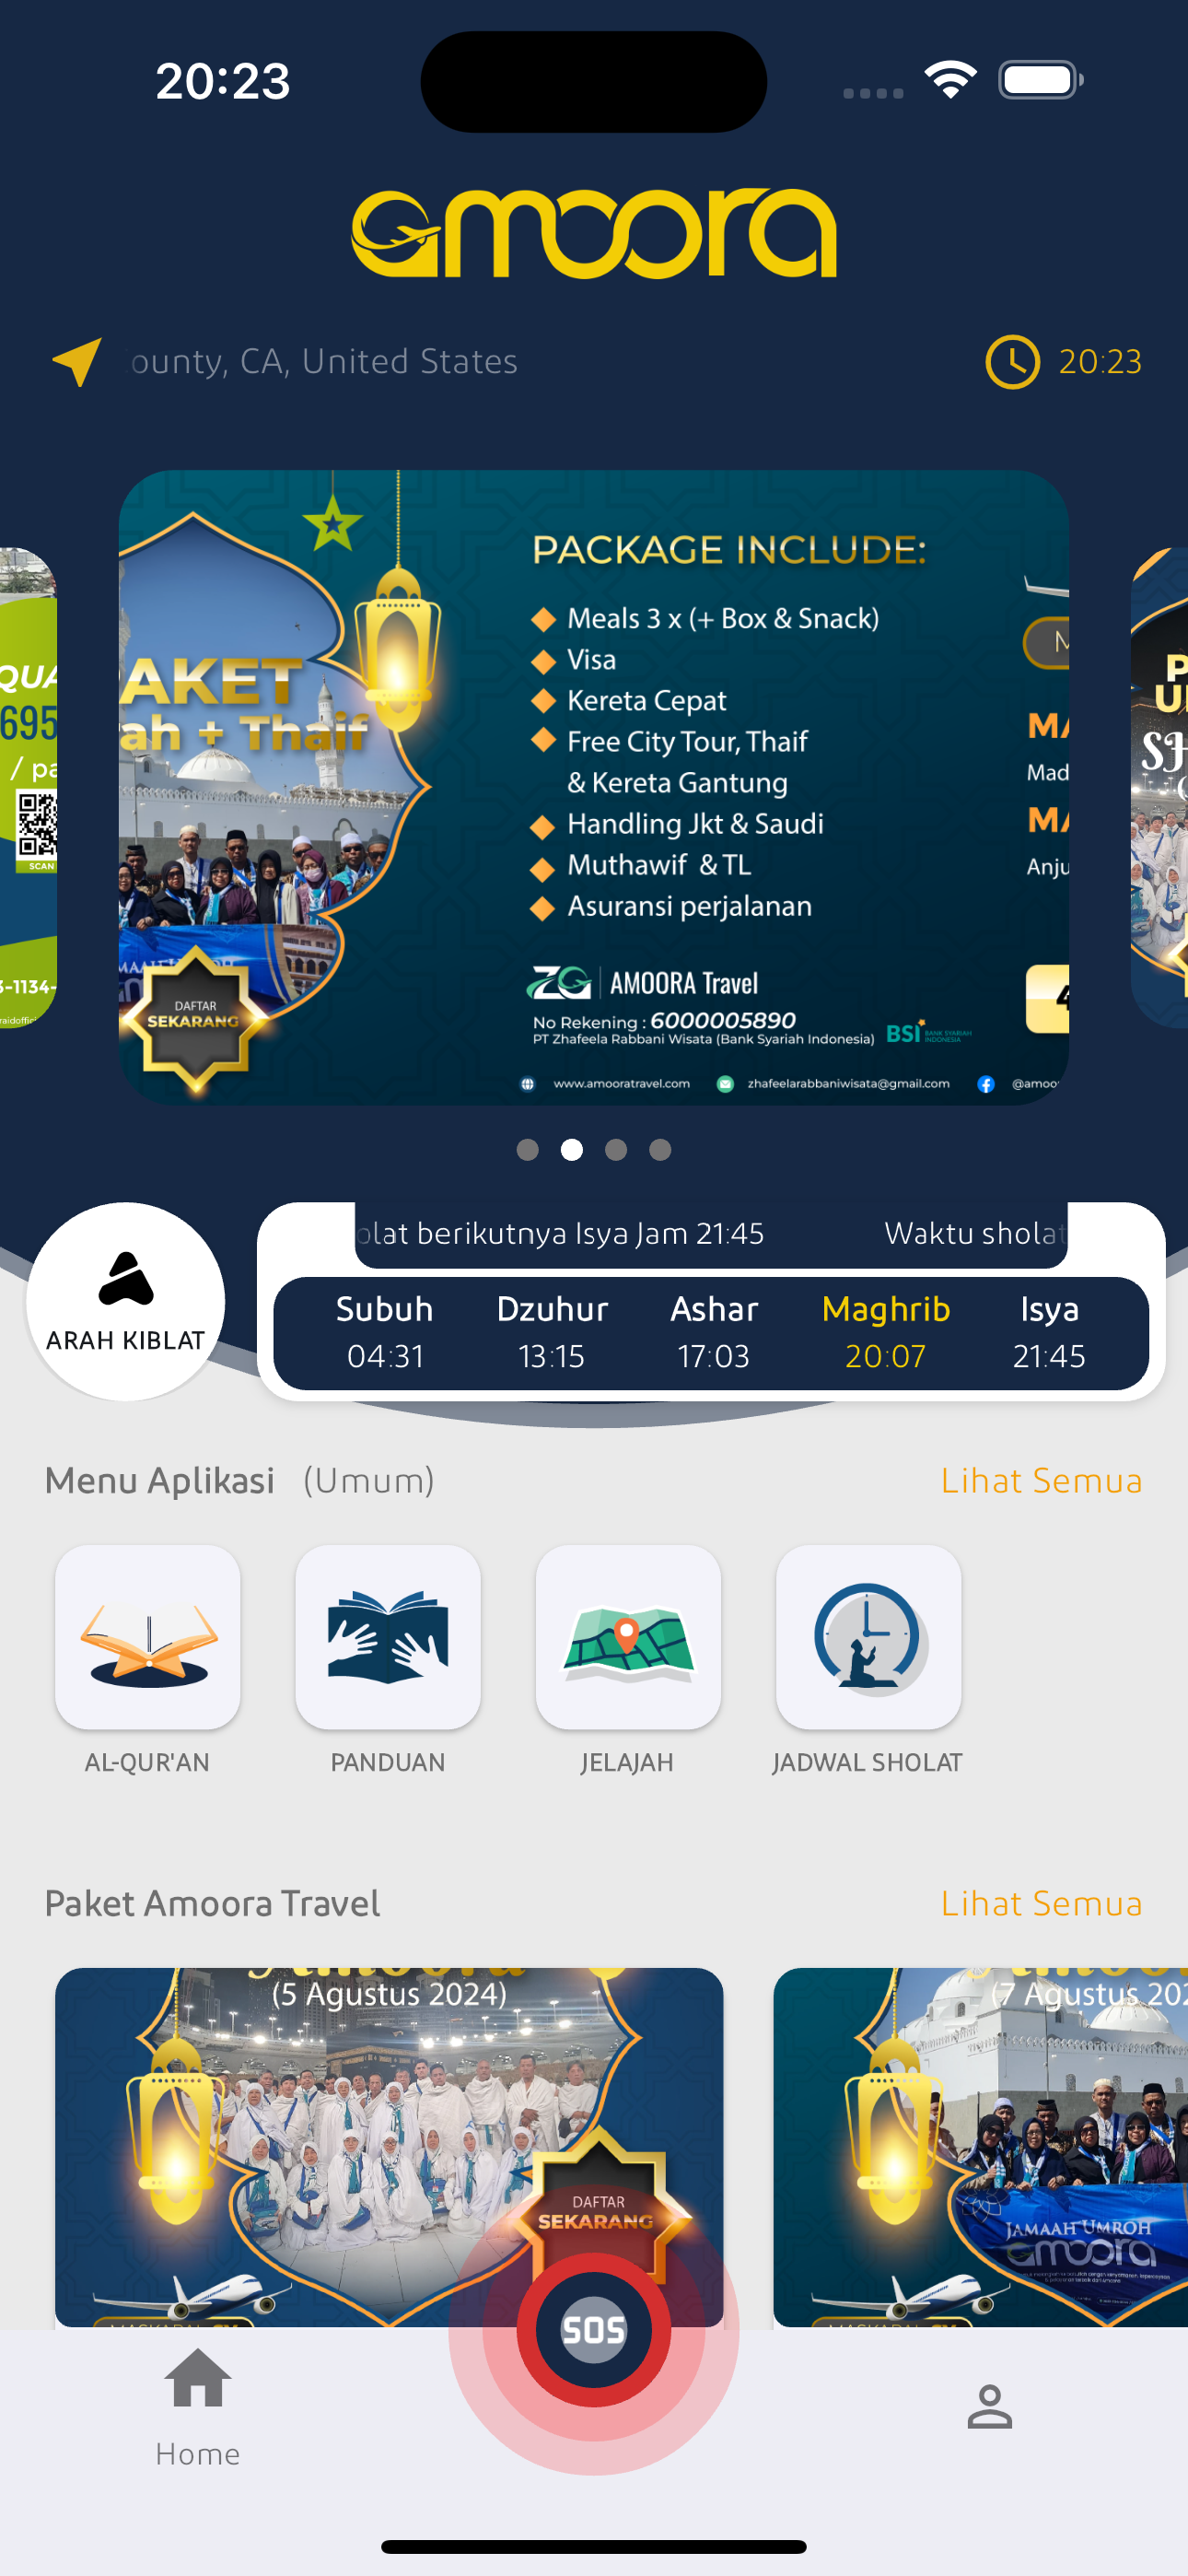 20:23
amoora
ounty, CA, United States
20:23
695
/ pa
SCAN
AKET
ah + Thaif
DAFTAR
SEKARANG
PACKAGE INCLUDE:
Meals 3 x (+ Box & Snack)
Visa
Kereta Cepat
Free City Tour, Thaif
& Kereta Gantung
Handling Jkt & Saudi
Muthawif & TL
Asuransi perjalanan
AMOORA Travel
No Rekening : 6000005890
PT Zhafeela Rabbani Wisata (Bank Syariah Indonesia)
BSI BANK SYARIAH
INDONESIA
www.amooratravel.com
zhafeelarabbaniwisata@gmail.com
@amoo
Mad
Anju
ARAH KIBLAT
olat berikutnya Isya Jam 21:45 Waktu sholat
Subuh Dzuhur Ashar Maghrib Isya
04:31 13:15 17:03 20:07 21:45
Menu Aplikasi (Umum) Lihat Semua
AL-QUR'AN PANDUAN JELAJAH JADWAL SHOLAT
Paket Amoora Travel Lihat Semua
(5 Agustus 2024)
DAFTAR
SEKARANG
(7 Agustus 202
JAMAAH UMROH
amoora
SOS
Home